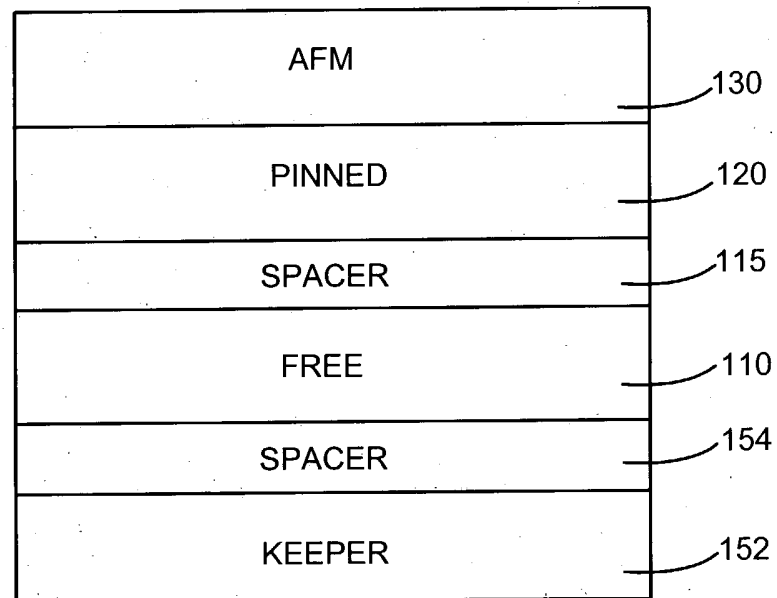 AFM
130
PINNED
120
SPACER
115
FREE
110
SPACER
154
KEEPER
152